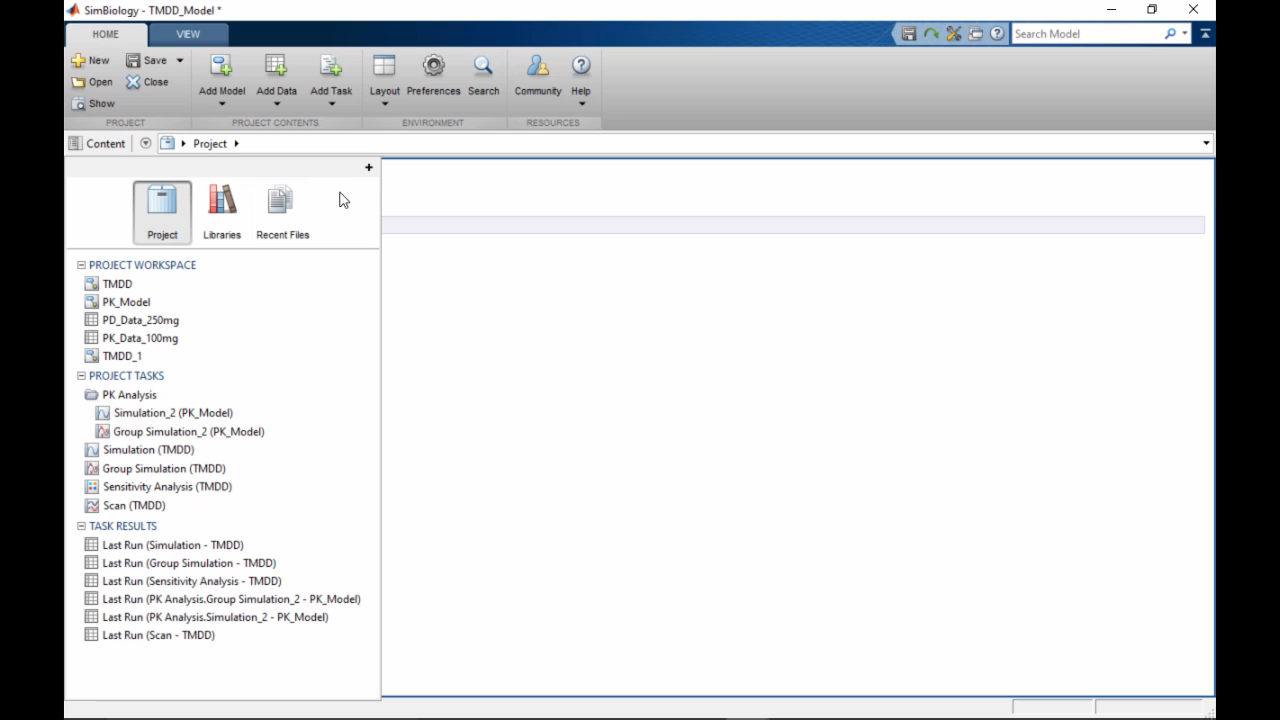 SimBiology - TMDD_Model *
HOME VIEW
Search Model
New Save
Open Close
Show
Add Model Add Data Add Task Layout Preferences Search Community Help
PROJECT PROJECT CONTENTS ENVIRONMENT RESOURCES
Content Project
Project Libraries Recent Files
PROJECT WORKSPACE
TMDD
PK_Model
PD_Data_250mg
PK_Data_100mg
TMDD_1
PROJECT TASKS
PK Analysis
Simulation_2 (PK_Model)
Group Simulation_2 (PK_Model)
Simulation (TMDD)
Group Simulation (TMDD)
Sensitivity Analysis (TMDD)
Scan (TMDD)
TASK RESULTS
Last Run (Simulation - TMDD)
Last Run (Group Simulation - TMDD)
Last Run (Sensitivity Analysis - TMDD)
Last Run (PK Analysis.Group Simulation_2 - PK_Model)
Last Run (PK Analysis.Simulation_2 - PK_Model)
Last Run (Scan - TMDD)